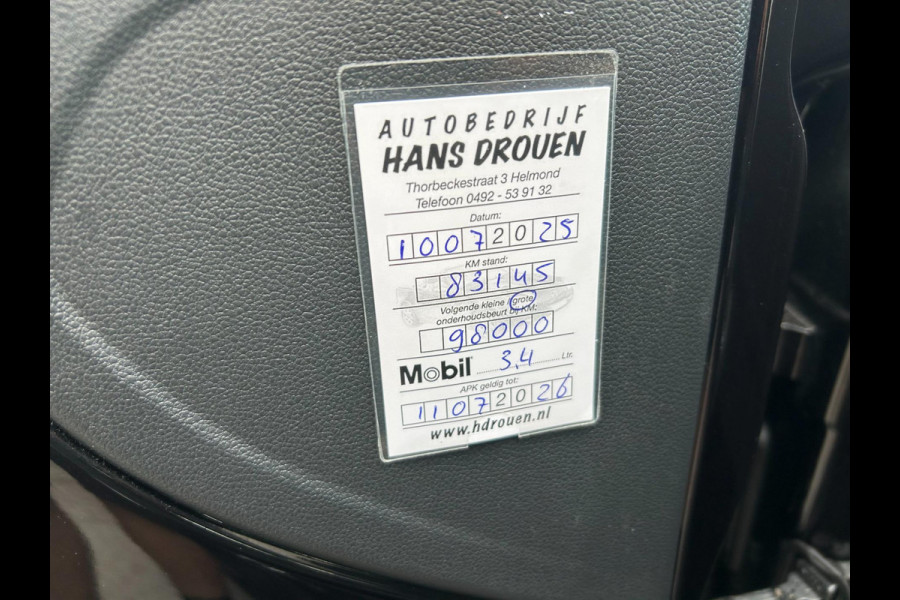 AUTOBEDRIJF
HANS DROUEN
Thorbeckestraat 3 Helmond
Telefoon 0492 - 53 91 32
Datum:
10072025
KM stand:
83145
Volgende kleine / grote
onderhoudsbeurt bij KM:
98000
Mobil 3.4 Ltr.
APK geldig tot:
11072026
www.hdrouen.nl